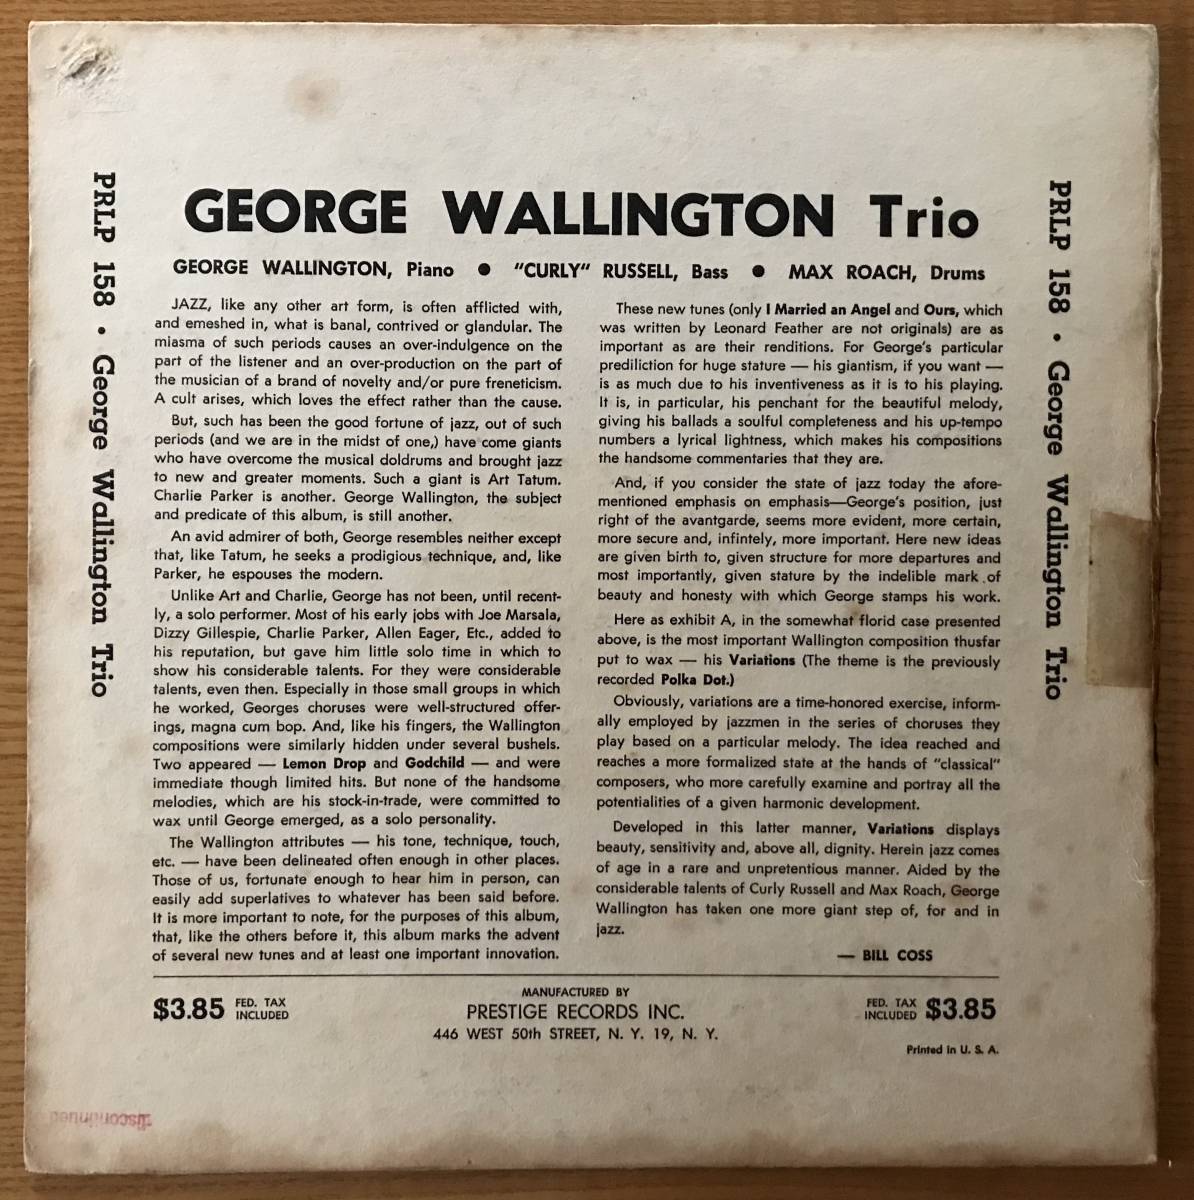 GEORGE WALLINGTON Trio
GEORGE WALLINGTON, Piano ● "CURLY" RUSSELL, Bass ● MAX ROACH, Drums
PRLP 158 • George Wallington Trio
JAZZ, like any other art form, is often afflicted with,
and emeshed in, what is banal, contrived or glandular. The
miasma of such periods causes an over-indulgence on the
part of the listener and an over-production on the part of
the musician of a brand of novelty and/or pure freneticism.
A cult arises, which loves the effect rather than the cause.
But, such has been the good fortune of jazz, out of such
periods (and we are in the midst of one,) have come giants
who have overcome the musical doldrums and brought jazz
to new and greater moments. Such a giant is Art Tatum.
Charlie Parker is another. George Wallington, the subject
and predicate of this album, is still another.
An avid admirer of both, George resembles neither except
that, like Tatum, he seeks a prodigious technique, and, like
Parker, he espouses the modern.
Unlike Art and Charlie, George has not been, until recent-
ly, a solo performer. Most of his early jobs with Joe Marsala,
Dizzy Gillespie, Charlie Parker, Allen Eager, Etc., added to
his reputation, but gave him little solo time in which to
show his considerable talents. For they were considerable
talents, even then. Especially in those small groups in which
he worked, Georges choruses were well-structured offer-
ings, magna cum bop. And, like his fingers, the Wallington
compositions were similarly hidden under several bushels.
Two appeared — Lemon Drop and Godchild — and were
immediate though limited hits. But none of the handsome
melodies, which are his stock-in-trade, were committed to
wax until George emerged, as a solo personality.
The Wallington attributes — his tone, technique, touch,
etc. — have been delineated often enough in other places.
Those of us, fortunate enough to hear him in person, can
easily add superlatives to whatever has been said before.
It is more important to note, for the purposes of this album,
that, like the others before it, this album marks the advent
of several new tunes and at least one important innovation.
These new tunes (only I Married an Angel and Ours, which
was written by Leonard Feather are not originals) are as
important as are their renditions. For George's particular
prediliction for huge stature — his giantism, if you want —
is as much due to his inventiveness as it is to his playing.
It is, in particular, his penchant for the beautiful melody,
giving his ballads a soulful completeness and his up-tempo
numbers a lyrical lightness, which makes his compositions
the handsome commentaries that they are.
And, if you consider the state of jazz today the afore-
mentioned emphasis on emphasis—George's position, just
right of the avantgarde, seems more evident, more certain,
more secure and, infintely, more important. Here new ideas
are given birth to, given structure for more departures and
most importantly, given stature by the indelible mark of
beauty and honesty with which George stamps his work.
Here as exhibit A, in the somewhat florid case presented
above, is the most important Wallington composition thusfar
put to wax — his Variations (The theme is the previously
recorded Polka Dot.)
Obviously, variations are a time-honored exercise, inform-
ally employed by jazzmen in the series of choruses they
play based on a particular melody. The idea reached and
reaches a more formalized state at the hands of "classical"
composers, who more carefully examine and portray all the
potentialities of a given harmonic development.
Developed in this latter manner, Variations displays
beauty, sensitivity and, above all, dignity. Herein jazz comes
of age in a rare and unpretentious manner. Aided by the
considerable talents of Curly Russell and Max Roach, George
Wallington has taken one more giant step of, for and in
jazz.
— BILL COSS
PRLP 158 • George Wallington Trio
$3.85 FED. TAX
INCLUDED
MANUFACTURED BY
PRESTIGE RECORDS INC.
446 WEST 50th STREET, N. Y. 19, N. Y.
FED. TAX
INCLUDED $3.85
Printed in U. S. A.
discontinued